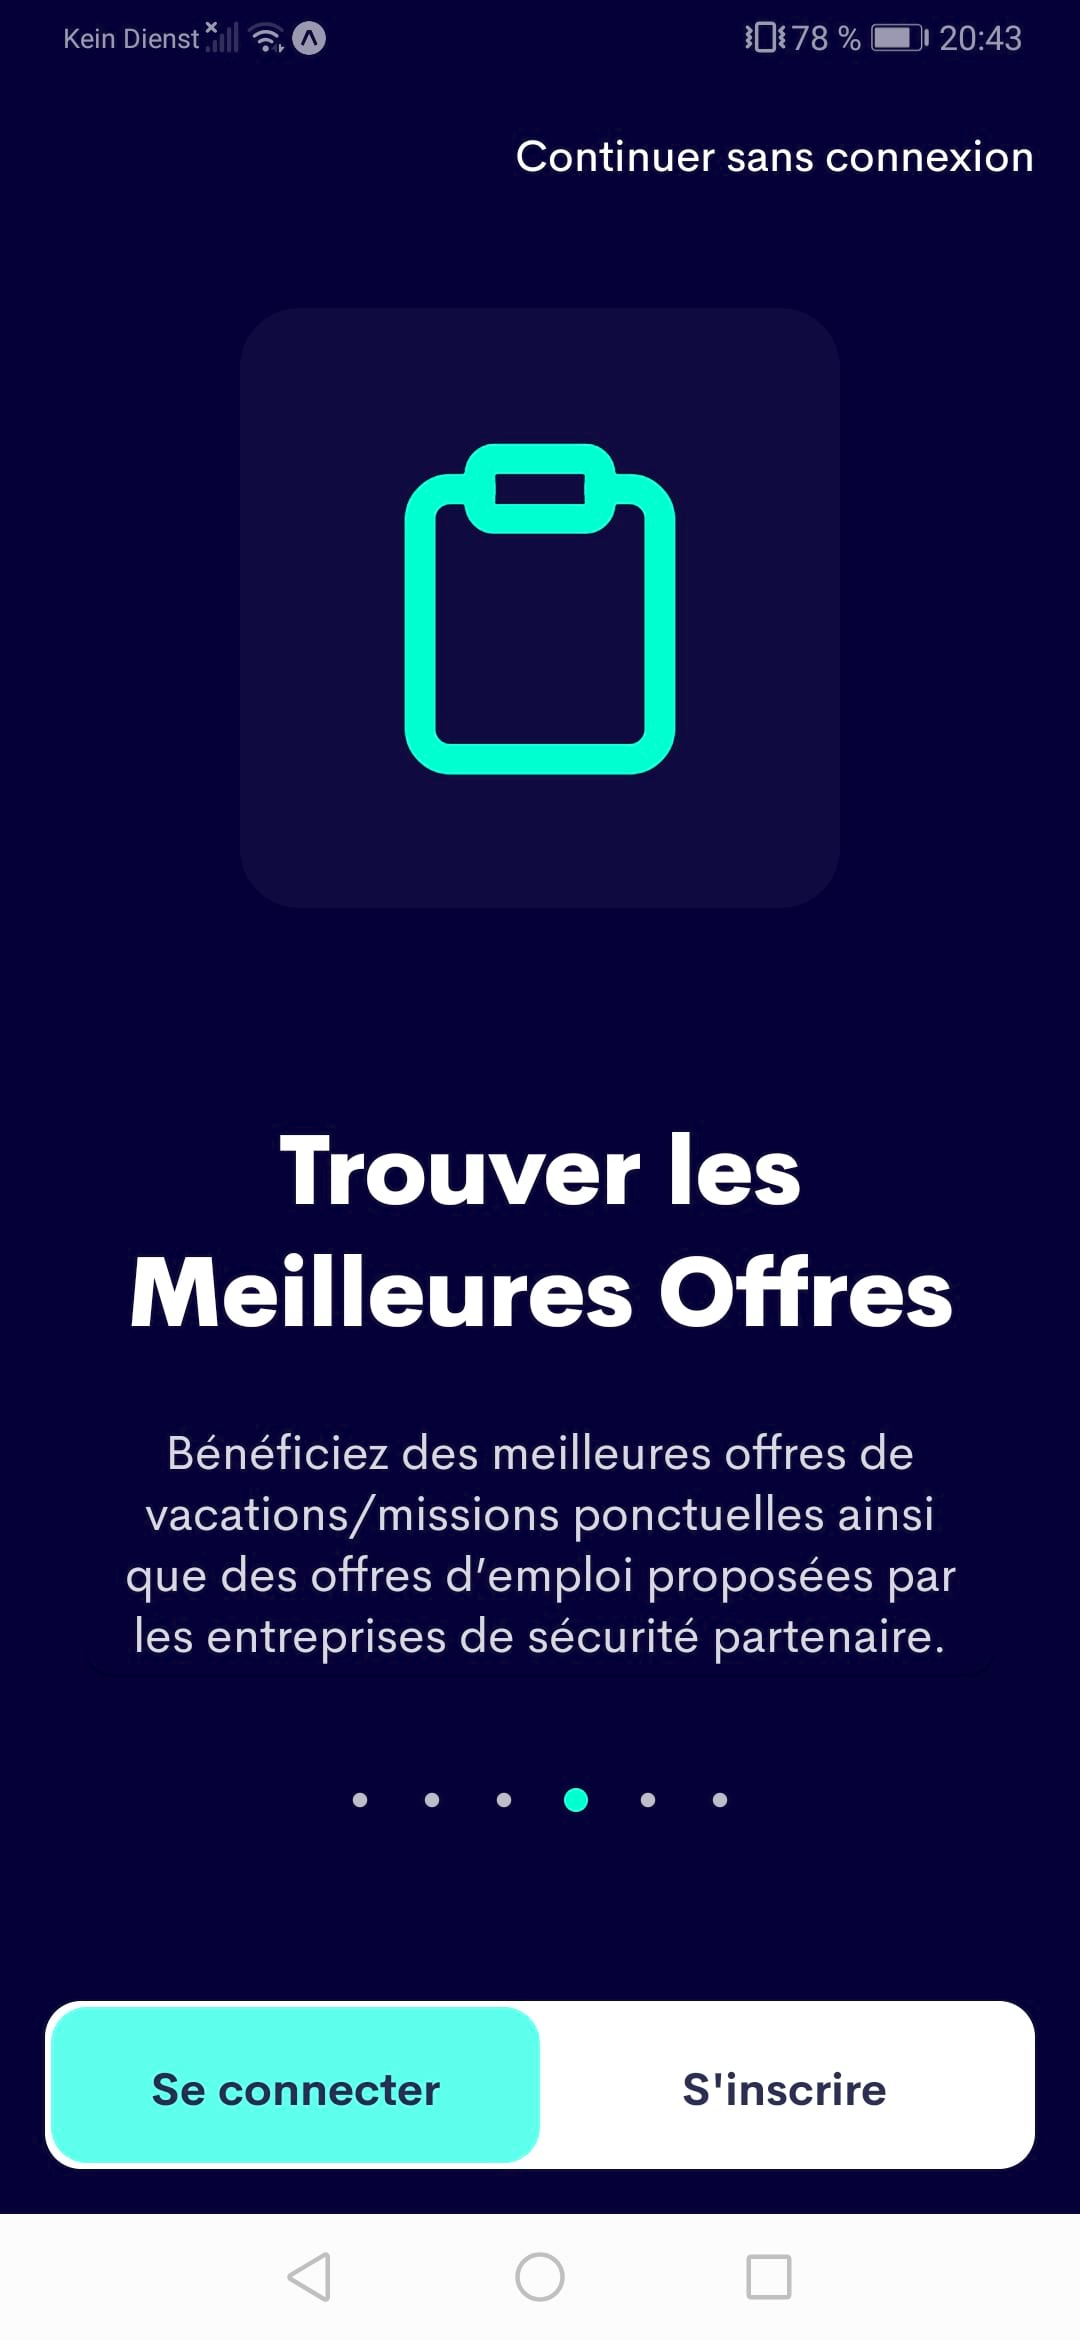 Kein Dienst 78 % 20:43
Continuer sans connexion
Trouver les
Meilleures Offres
Bénéficiez des meilleures offres de
vacations/missions ponctuelles ainsi
que des offres d’emploi proposées par
les entreprises de sécurité partenaire.
Se connecter S'inscrire